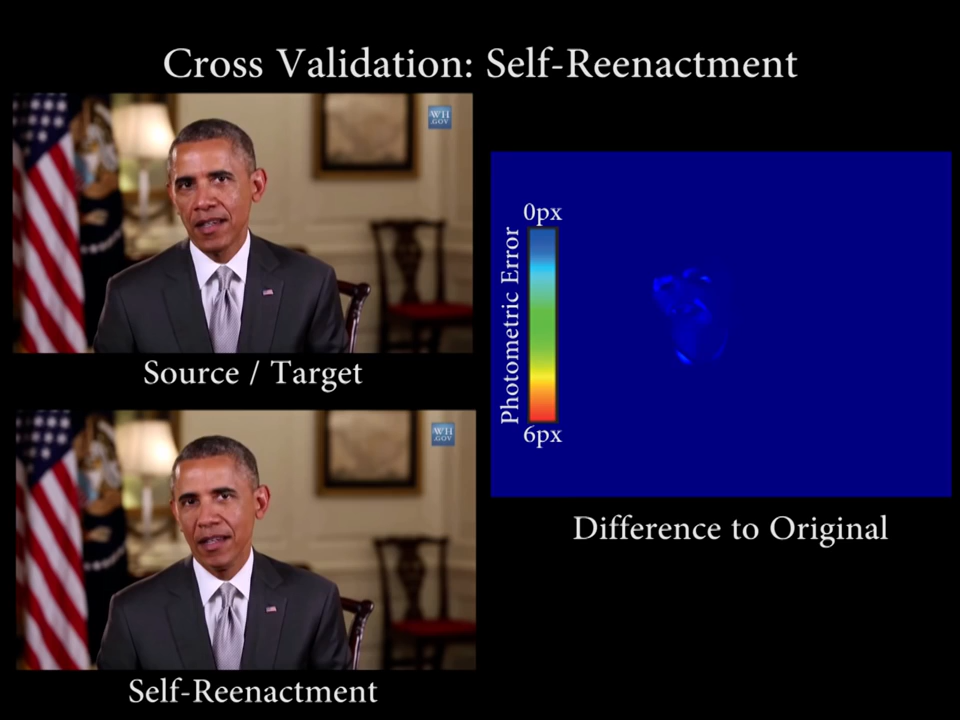 Cross Validation: Self-Reenactment
WH
.GOV
Source / Target
0px
Photometric Error
6px
Difference to Original
WH
.GOV
Self-Reenactment